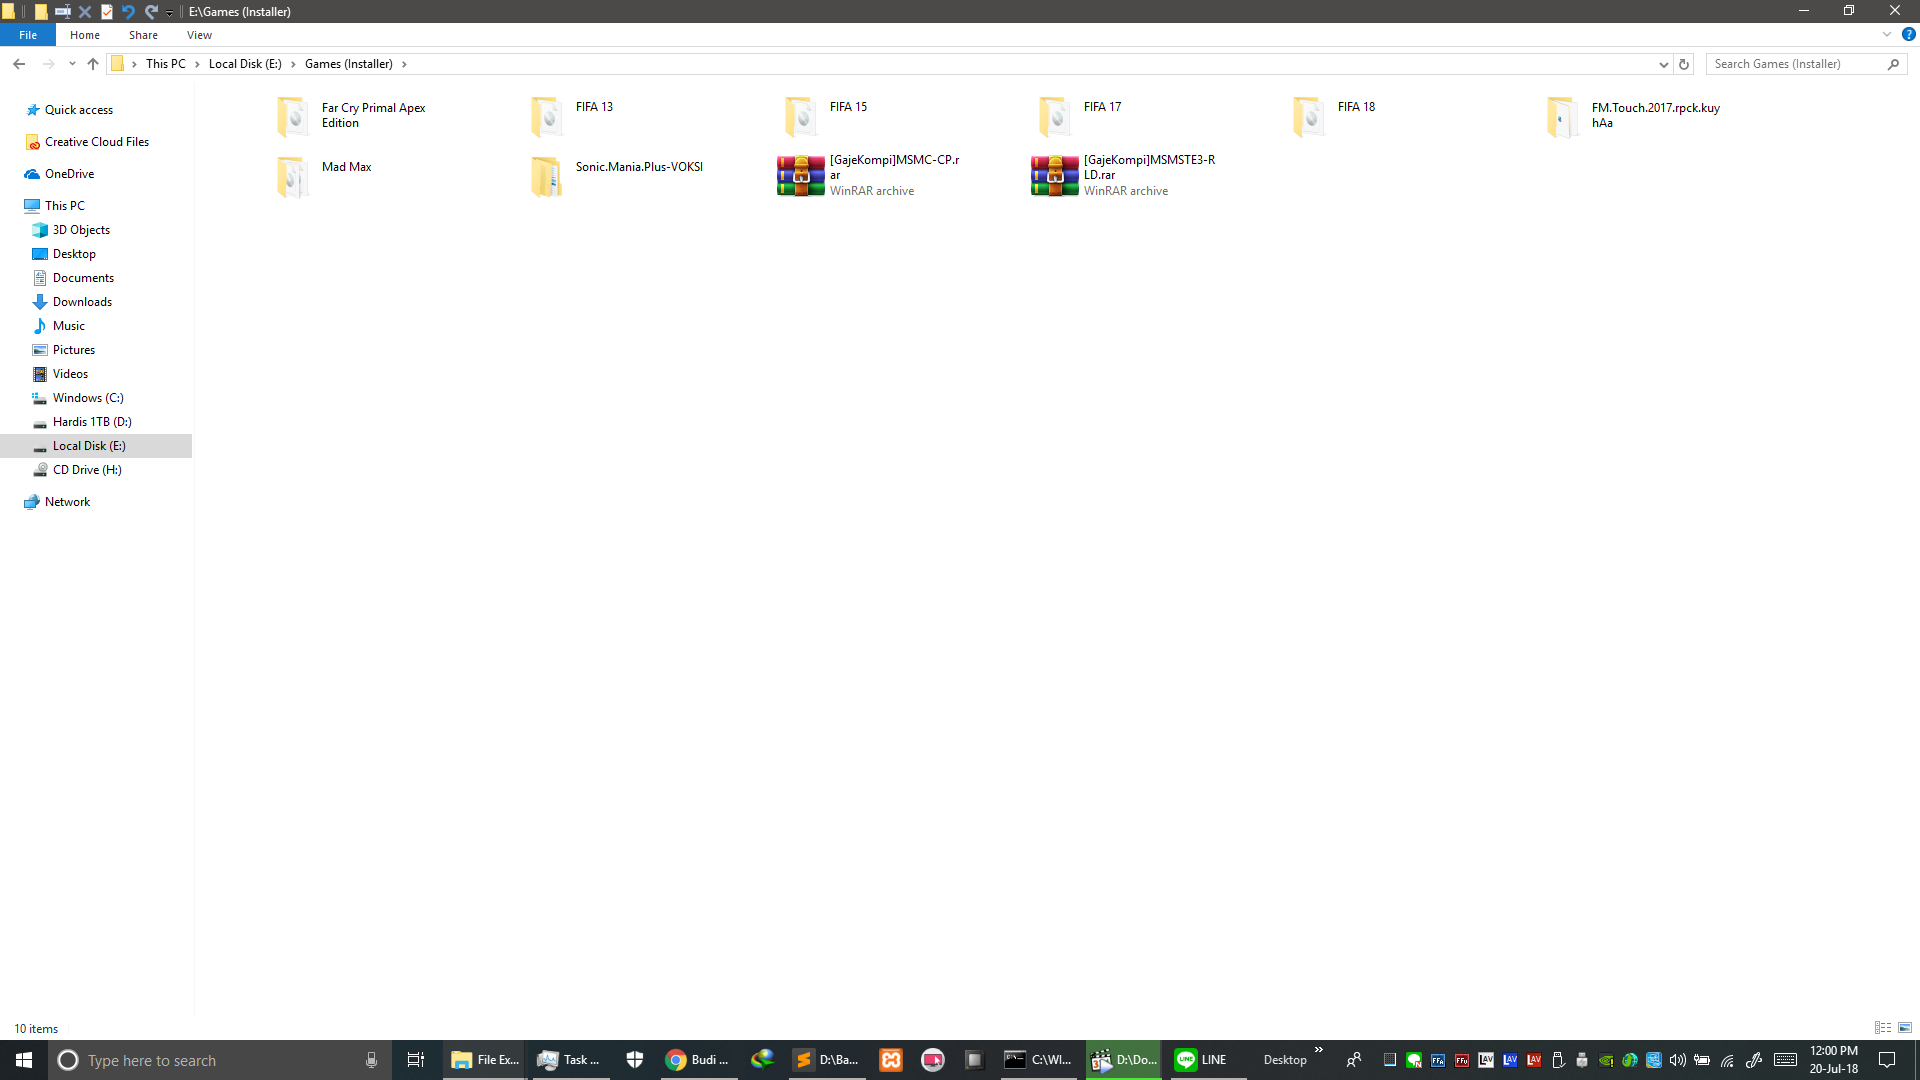 E:\Games (Installer)
File
Home
Share
View
This PC
Local Disk (E:)
Games (Installer)
Search Games (Installer)
Quick access
Creative Cloud Files
OneDrive
This PC
3D Objects
Desktop
Documents
Downloads
Music
Pictures
Videos
Windows (C:)
Hardis 1TB (D:)
Local Disk (E:)
CD Drive (H:)
Network
Far Cry Primal Apex
Edition
FIFA 13
FIFA 15
FIFA 17
FIFA 18
FM.Touch.2017.rpck.kuy
hAa
Mad Max
Sonic.Mania.Plus-VOKSI
[GajeKompi]MSMC-CP.r
ar
WinRAR archive
[GajeKompi]MSMSTE3-R
LD.rar
WinRAR archive
10 items
Type here to search
File Ex...
Task ...
Budi ...
D:\Ba...
C:\WI...
D:\Do...
LINE
Desktop
12:00 PM
20-Jul-18